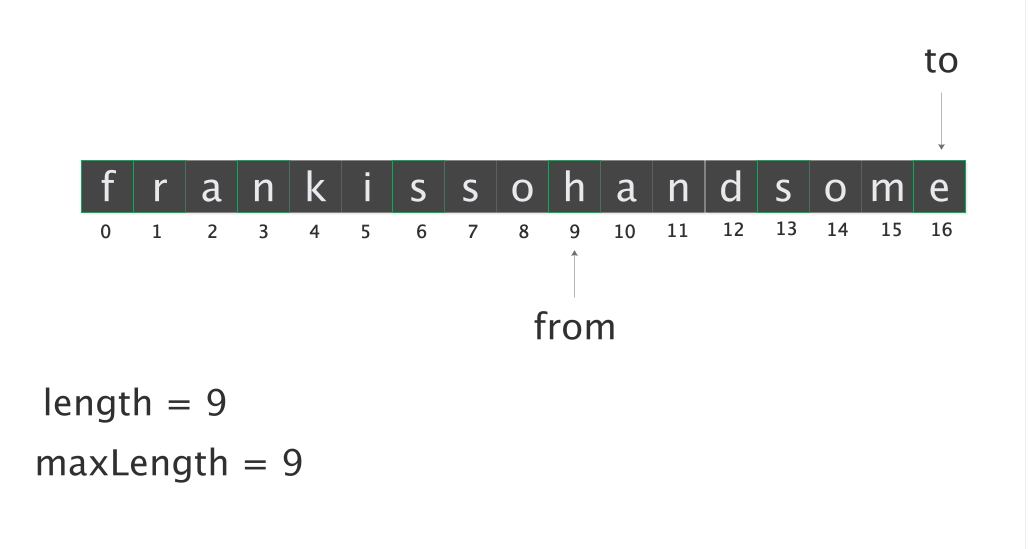 to
f r a n k i s s o h a n d s o m e
0 1 2 3 4 5 6 7 8 9 10 11 12 13 14 15 16
from
length = 9
maxLength = 9